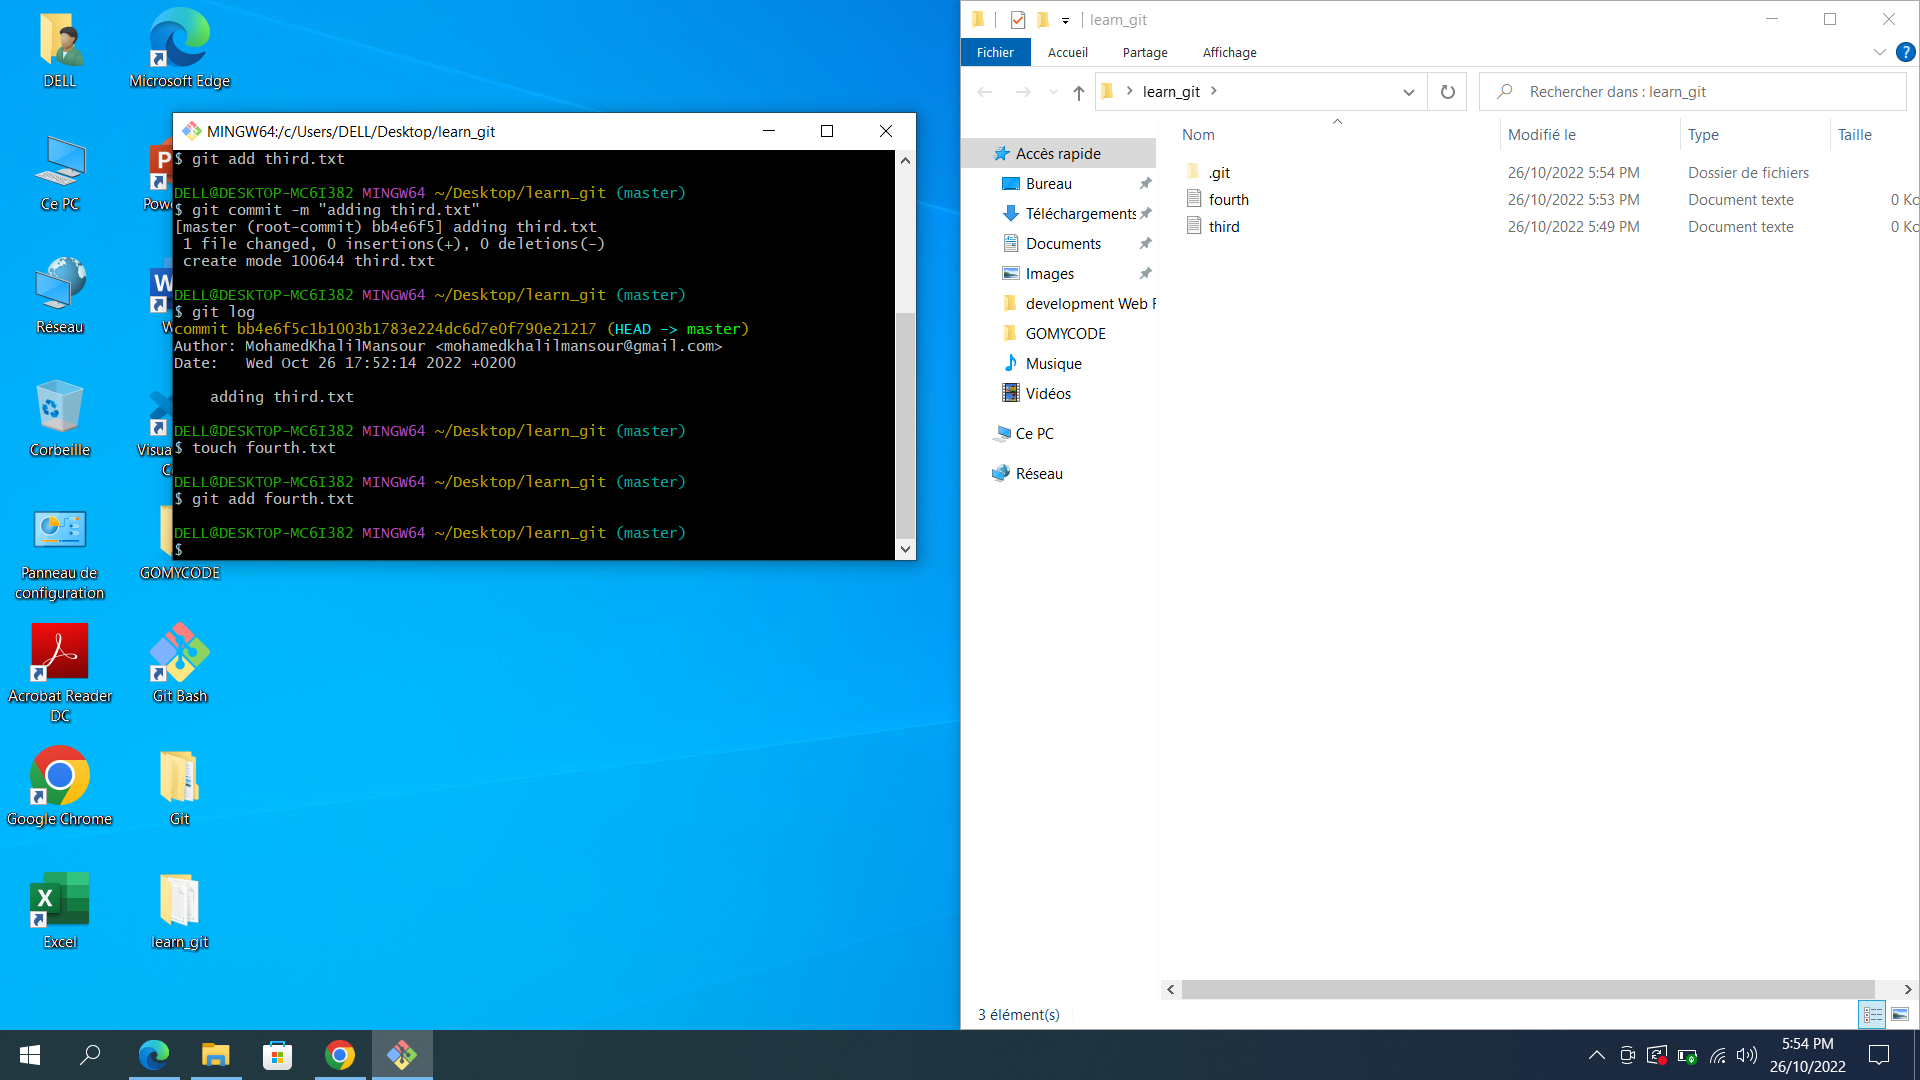 DELL
Microsoft Edge
Ce PC
Réseau
Corbeille
Panneau de
configuration
GOMYCODE
Acrobat Reader
DC
Git Bash
Google Chrome
Git
Excel
learn_git
MINGW64:/c/Users/DELL/Desktop/learn_git
$ git add third.txt
DELL@DESKTOP-MC6I382 MINGW64 ~/Desktop/learn_git (master)
$ git commit -m "adding third.txt"
[master (root-commit) bb4e6f5] adding third.txt
1 file changed, 0 insertions(+), 0 deletions(-)
create mode 100644 third.txt
DELL@DESKTOP-MC6I382 MINGW64 ~/Desktop/learn_git (master)
$ git log
commit bb4e6f5c1b1003b1783e224dc6d7e0f790e21217 (HEAD -> master)
Author: MohamedKhalilMansour <mohamedkhalilmansour@gmail.com>
Date:   Wed Oct 26 17:52:14 2022 +0200
adding third.txt
DELL@DESKTOP-MC6I382 MINGW64 ~/Desktop/learn_git (master)
$ touch fourth.txt
DELL@DESKTOP-MC6I382 MINGW64 ~/Desktop/learn_git (master)
$ git add fourth.txt
DELL@DESKTOP-MC6I382 MINGW64 ~/Desktop/learn_git (master)
$
learn_git
Fichier Accueil Partage Affichage
learn_git
Rechercher dans : learn_git
Nom Modifié le Type Taille
.git 26/10/2022 5:54 PM Dossier de fichiers
fourth 26/10/2022 5:53 PM Document texte 0 Ko
third 26/10/2022 5:49 PM Document texte 0 Ko
Accès rapide
Bureau
Téléchargements
Documents
Images
development Web F
GOMYCODE
Musique
Vidéos
Ce PC
Réseau
3 élément(s)
5:54 PM
26/10/2022